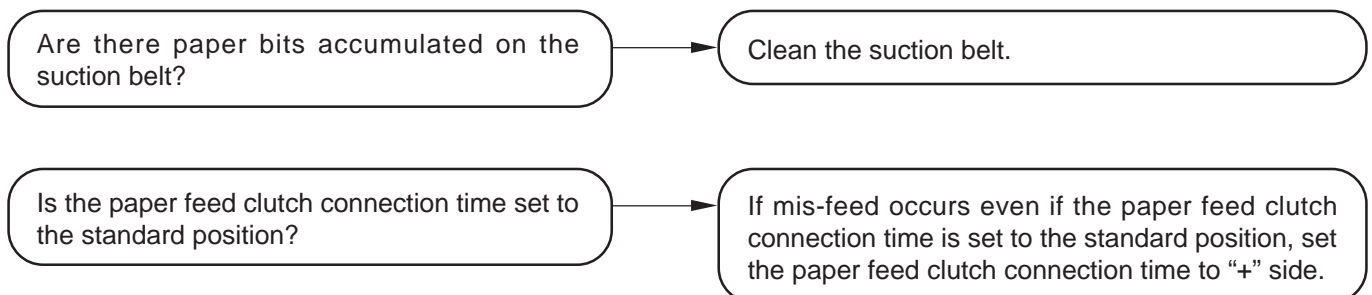 Are there paper bits accumulated on the
suction belt?
Clean the suction belt.
Is the paper feed clutch connection time set to
the standard position?
If mis-feed occurs even if the paper feed clutch
connection time is set to the standard position, set
the paper feed clutch connection time to “+” side.